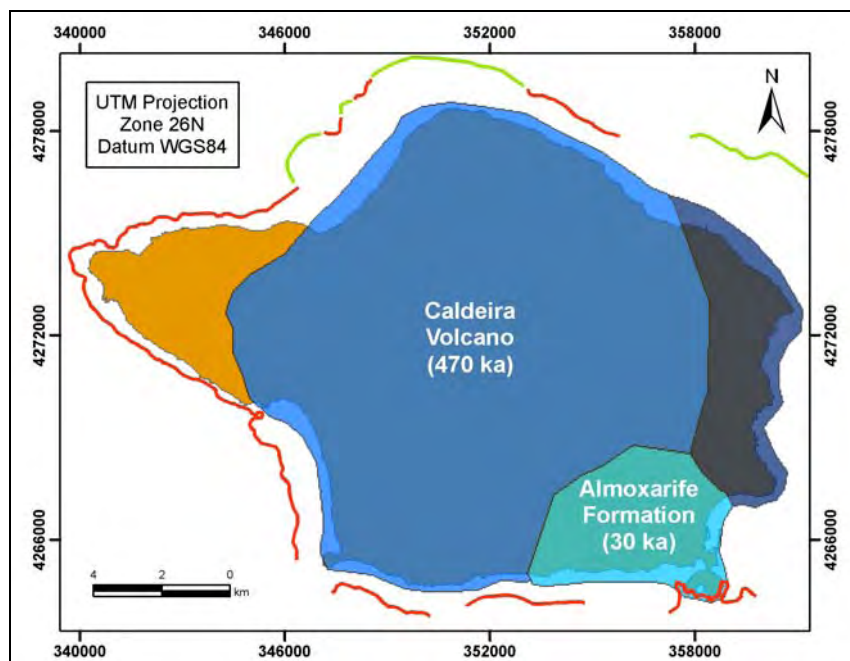 340000 346000 352000 358000
UTM Projection
Zone 26N
Datum WGS84
N
4278000 4278000
Caldeira
Volcano
(470 ka)
4272000 4272000
Almoxarife
Formation
(30 ka)
4266000 4266000
4 2 0
km
340000 346000 352000 358000